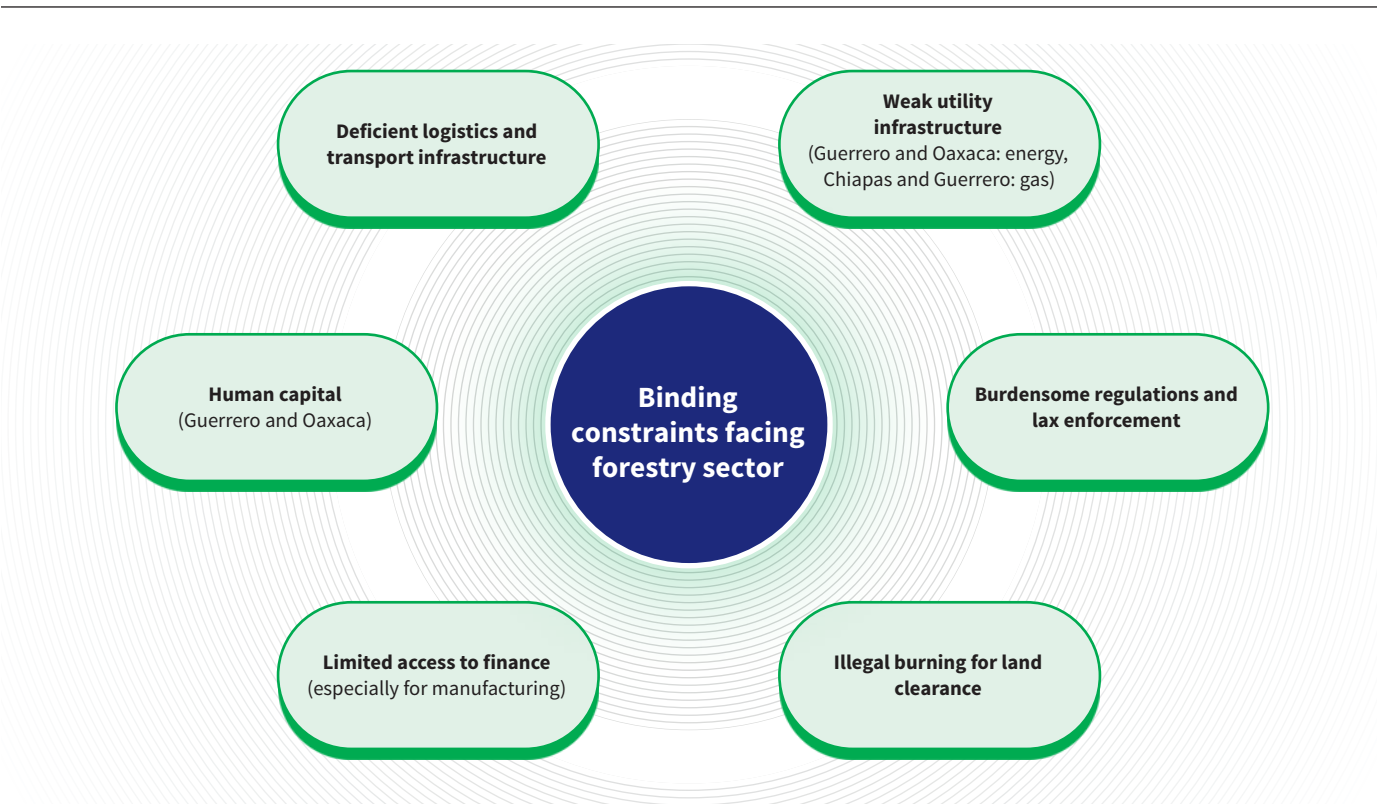 Deficient logistics and
transport infrastructure
Weak utility
infrastructure
(Guerrero and Oaxaca: energy,
Chiapas and Guerrero: gas)
Human capital
(Guerrero and Oaxaca)
Binding
constraints facing
forestry sector
Burdensome regulations and
lax enforcement
Limited access to finance
(especially for manufacturing)
Illegal burning for land
clearance